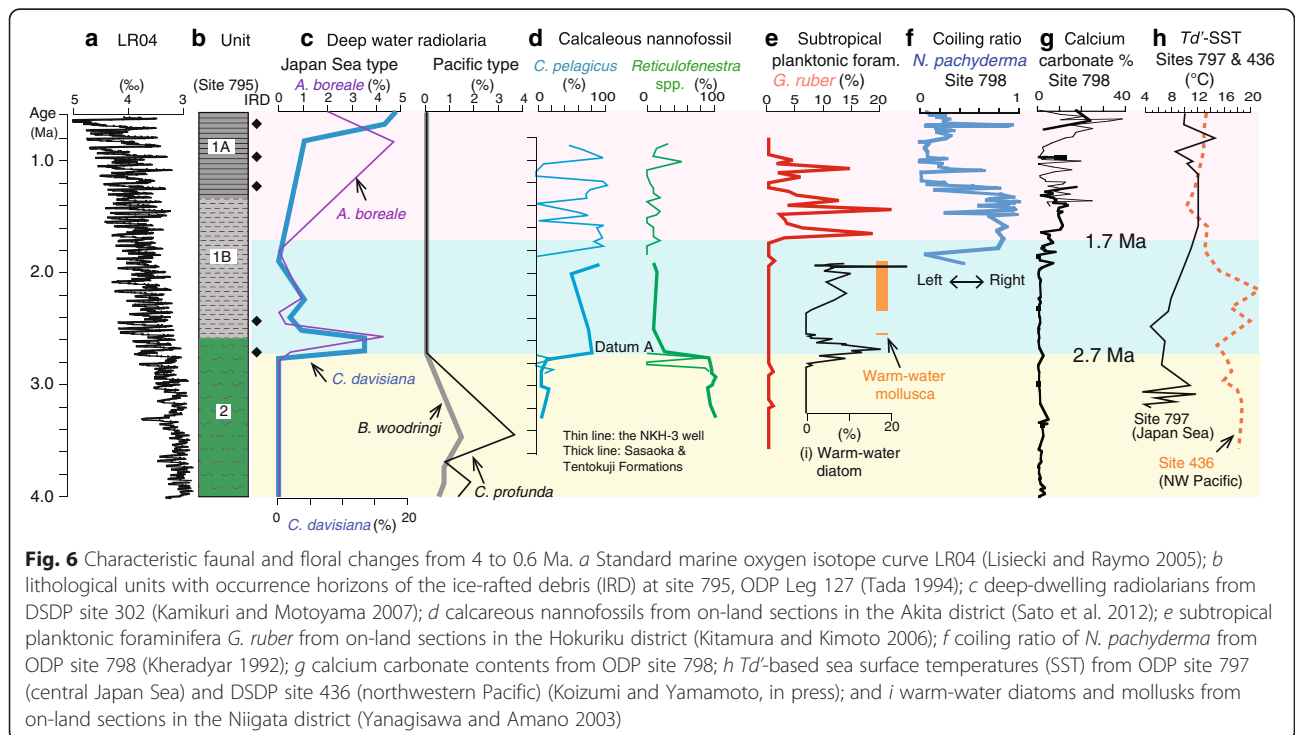 a LR04 b Unit c Deep water radiolaria d Calcaleous nannofossil e Subtropical planktonic foram. f Coiling ratio g Calcium carbonate % h Td'-SST
(‰)
5 4 3
Age (Ma)
1.0
2.0
3.0
4.0
(Site 795)
IRD
1A
1B
2
Japan Sea type
A. boreale (%)
0 1 2 3 4 5
A. boreale
C. davisiana
0 20
C. davisiana (%)
Pacific type
(%)
0 1 2 3 4 5
B. woodringi
C. profunda
C. pelagicus
(%)
0 100
Reticulofenestra spp. (%)
0 100
Datum A
Thin line: the NKH-3 well
Thick line: Sasaoka & Tentokuji Formations
G. ruber (%)
0 5 10 15 20
Warm-water mollusca
0 20
(%)
(i) Warm-water diatom
N. pachyderma
Site 798
0 1
Left ⟷ Right
Site 798
0 40
1.7 Ma
2.7 Ma
Sites 797 & 436
(°C)
4 8 12 16 20
Site 797
(Japan Sea)
Site 436
(NW Pacific)
Fig. 6 Characteristic faunal and floral changes from 4 to 0.6 Ma. a Standard marine oxygen isotope curve LR04 (Lisiecki and Raymo 2005); b
lithological units with occurrence horizons of the ice-rafted debris (IRD) at site 795, ODP Leg 127 (Tada 1994); c deep-dwelling radiolarians from
DSDP site 302 (Kamikuri and Motoyama 2007); d calcareous nannofossils from on-land sections in the Akita district (Sato et al. 2012); e subtropical
planktonic foraminifera G. ruber from on-land sections in the Hokuriku district (Kitamura and Kimoto 2006); f coiling ratio of N. pachyderma from
ODP site 798 (Kheradyar 1992); g calcium carbonate contents from ODP site 798; h Td'-based sea surface temperatures (SST) from ODP site 797
(central Japan Sea) and DSDP site 436 (northwestern Pacific) (Koizumi and Yamamoto, in press); and i warm-water diatoms and mollusks from
on-land sections in the Niigata district (Yanagisawa and Amano 2003)